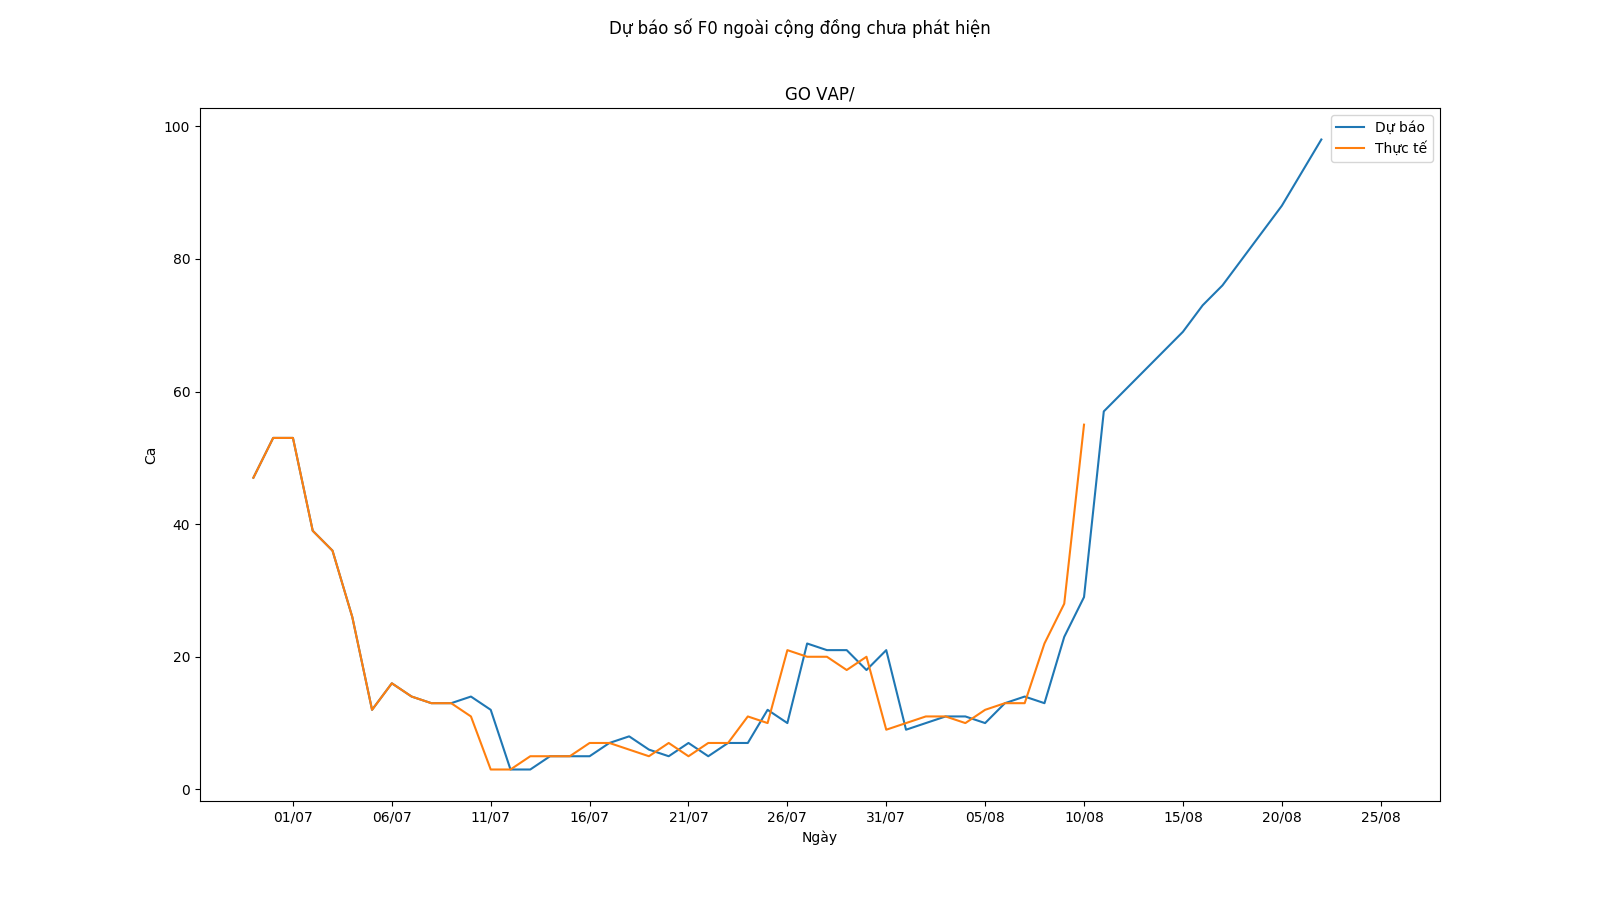 Dự báo số F0 ngoài cộng đồng chưa phát hiện
GO VAP/
Dự báo
Thực tế
100
80
60
40
20
0
Ca
01/07 06/07 11/07 16/07 21/07 26/07 31/07 05/08 10/08 15/08 20/08 25/08
Ngày